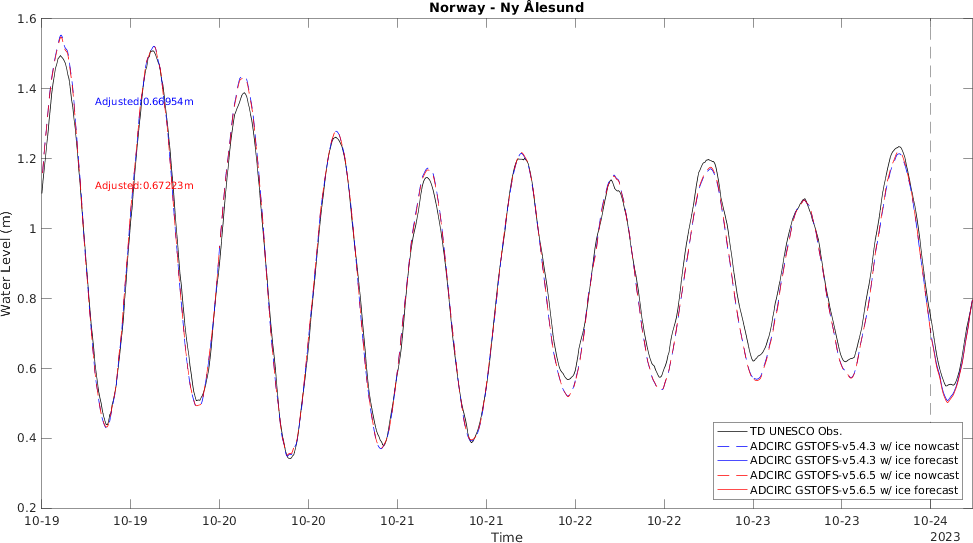 Norway - Ny Ålesund
1.6
1.4
1.2
1
0.8
0.6
0.4
0.2
Water Level (m)
Adjusted:0.66954m
Adjusted:0.67223m
TD UNESCO Obs.
ADCIRC GSTOFS-v5.4.3 w/ ice nowcast
ADCIRC GSTOFS-v5.4.3 w/ ice forecast
ADCIRC GSTOFS-v5.6.5 w/ ice nowcast
ADCIRC GSTOFS-v5.6.5 w/ ice forecast
10-19 10-19 10-20 10-20 10-21 10-21 10-22 10-22 10-23 10-23 10-24
2023
Time